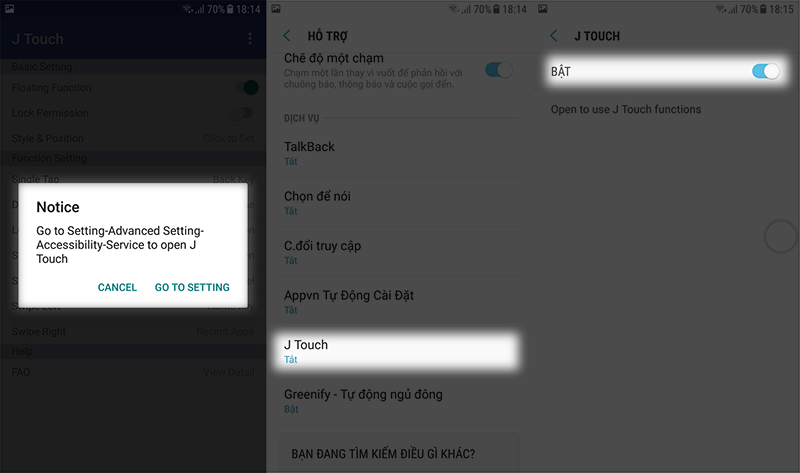 70% 18:14
J Touch
Basic Setting
Floating Function
Lock Permission
Style & Position
Click to Set
Function Setting
Single Tap
Back Key
Notice
Go to Setting-Advanced Setting-
Accessibility-Service to open J
Touch
CANCEL
GO TO SETTING
Swipe Right
Recent Apps
Help
FAQ
View Detail
70% 18:14
HỖ TRỢ
Chế độ một chạm
Chạm một lần thay vì vuốt để phản hồi với
chuông báo, thông báo và cuộc gọi đến.
DỊCH VỤ
TalkBack
Tắt
Chọn để nói
Tắt
C.đổi truy cập
Tắt
Appvn Tự Động Cài Đặt
Tắt
J Touch
Tắt
Greenify - Tự động ngủ đông
Bật
BẠN ĐANG TÌM KIẾM ĐIỀU GÌ KHÁC?
70% 18:15
J TOUCH
BẬT
Open to use J Touch functions